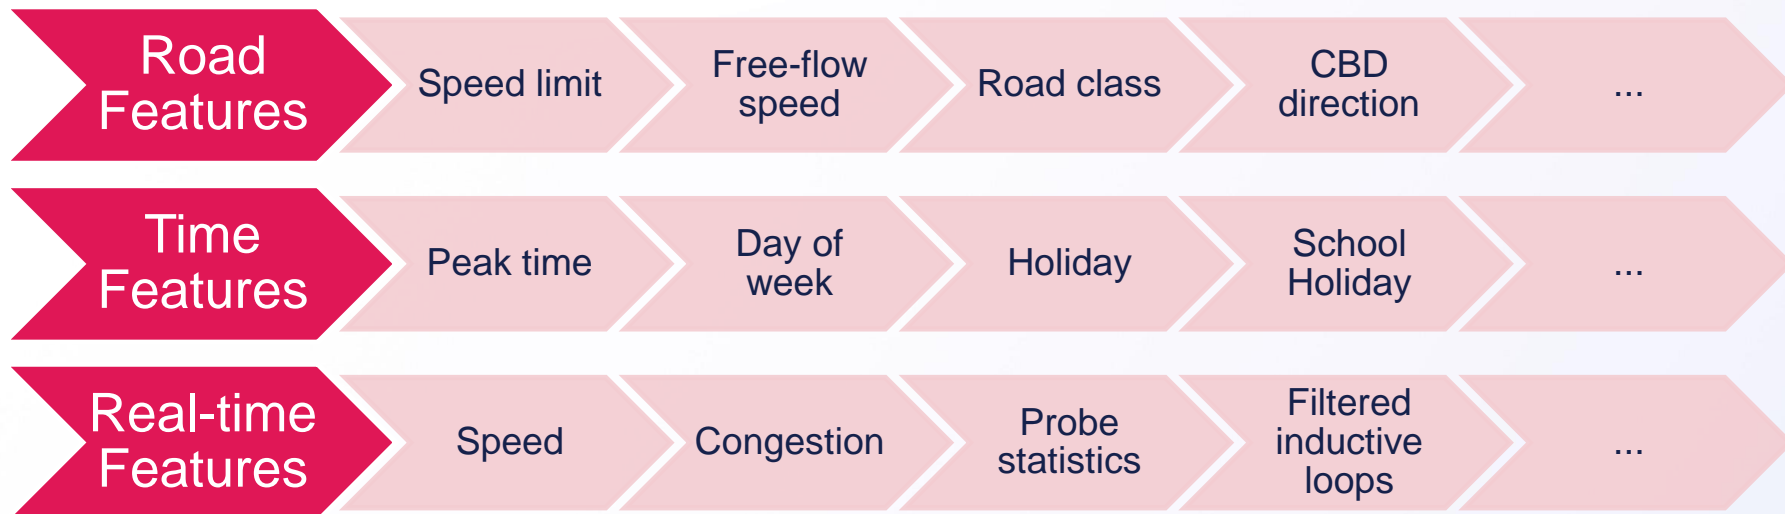 Road
Features
Speed limit
Free-flow
speed
Road class
CBD
direction
...
Time
Features
Peak time
Day of
week
Holiday
School
Holiday
...
Real-time
Features
Speed
Congestion
Probe
statistics
Filtered
inductive
loops
...